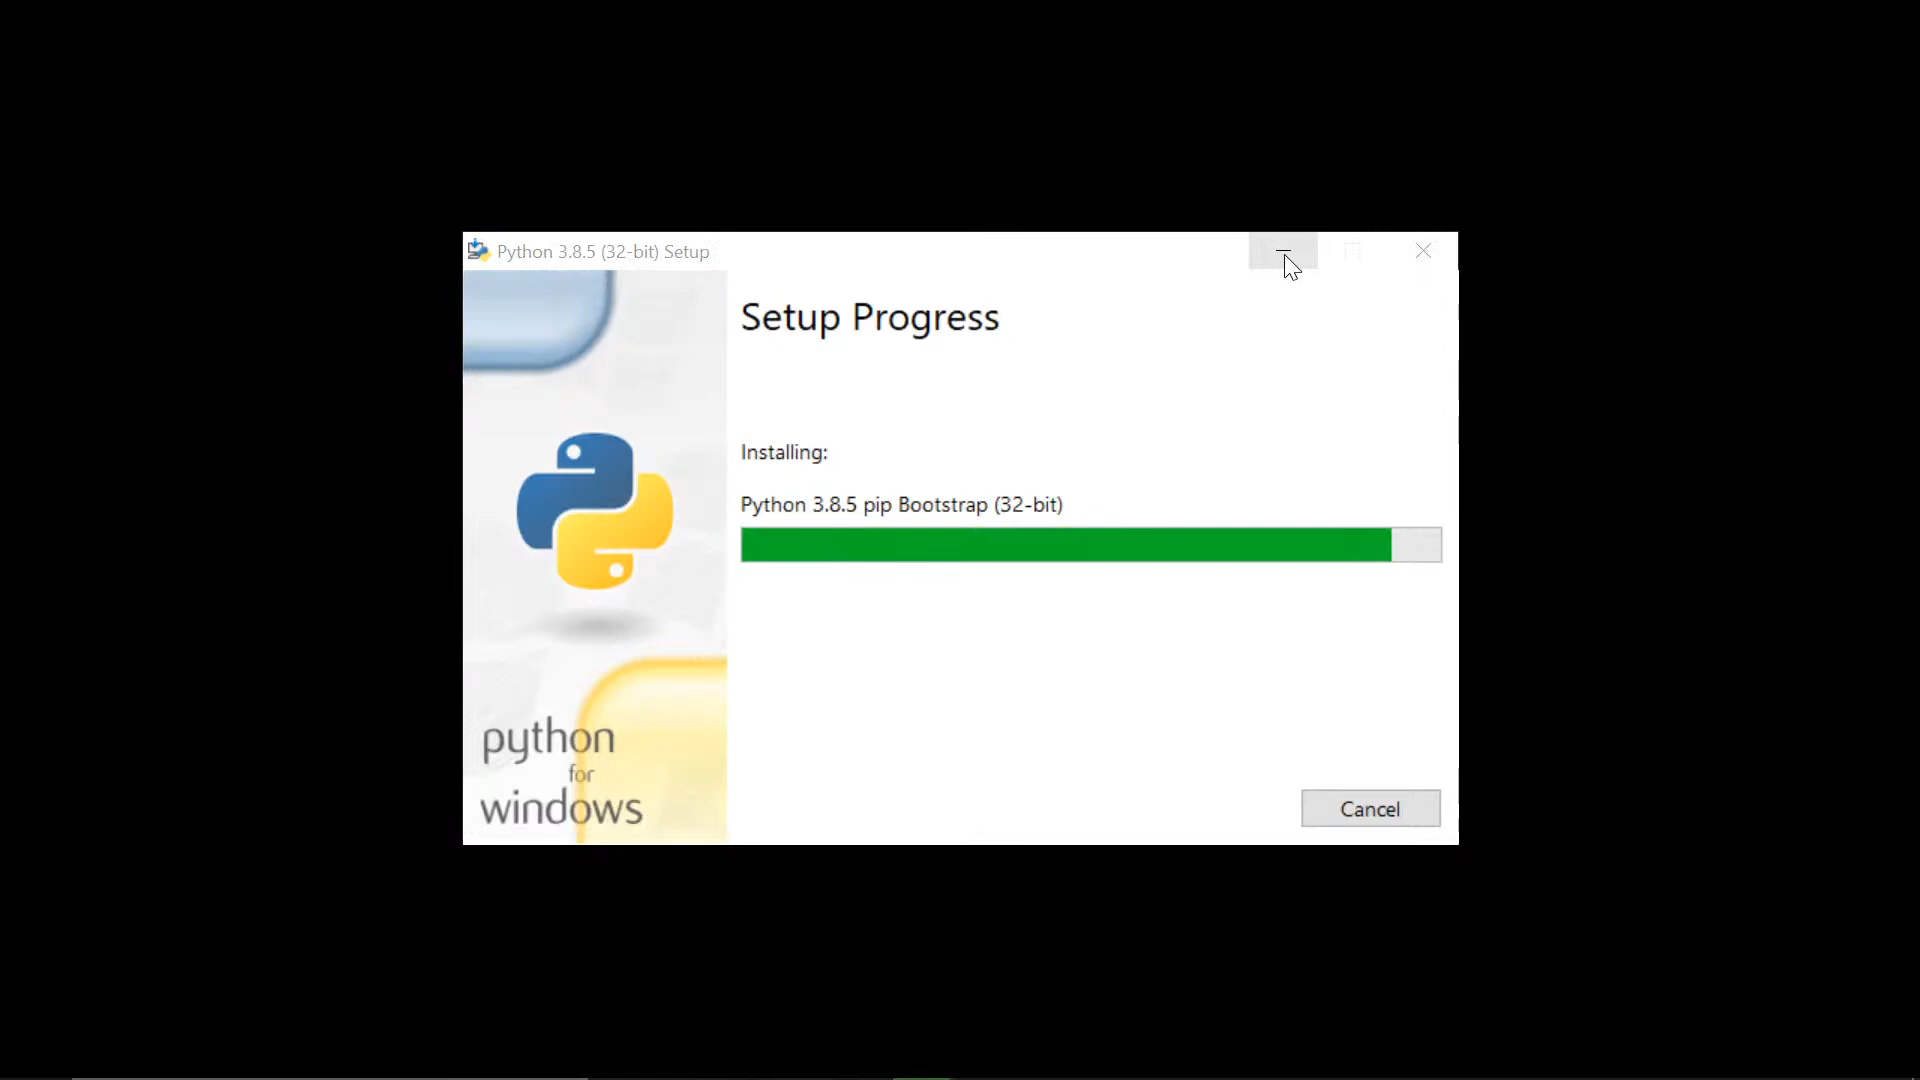 Python 3.8.5 (32-bit) Setup
Setup Progress
Installing:
Python 3.8.5 pip Bootstrap (32-bit)
python
for
windows
Cancel